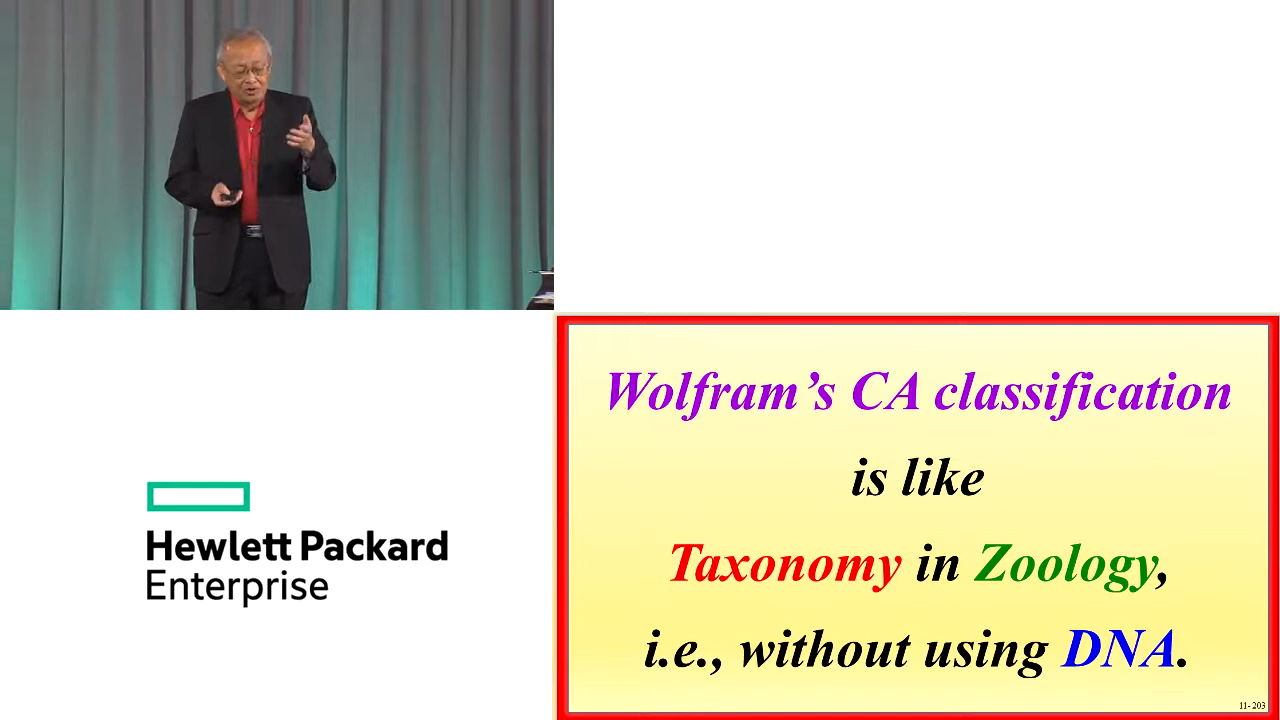 Hewlett Packard
Enterprise
Wolfram’s CA classification
is like
Taxonomy in Zoology,
i.e., without using DNA.
11- 203